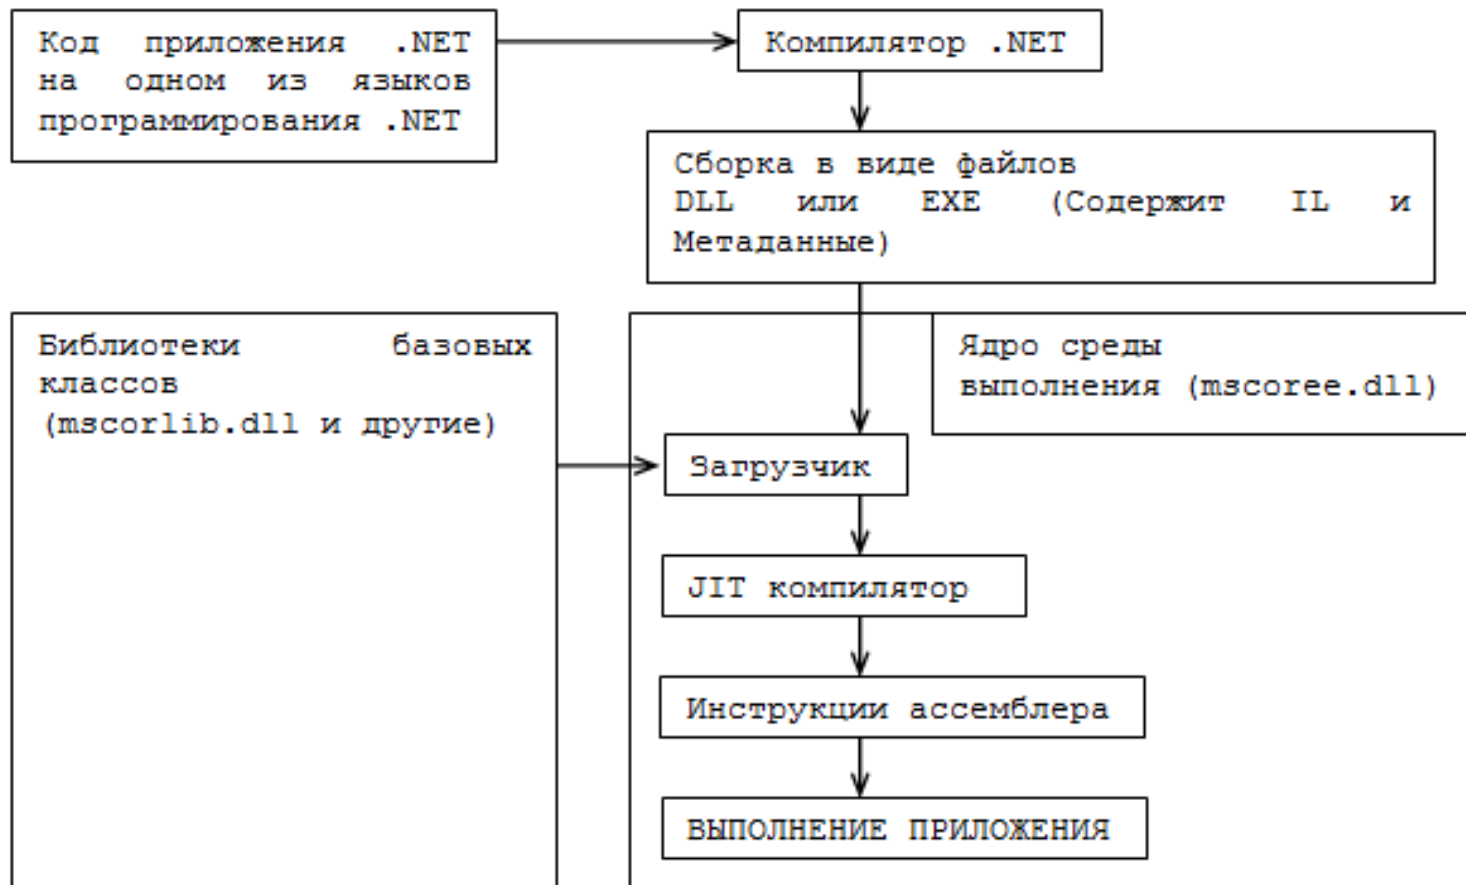 Код приложения .NET
на одном из языков
программирования .NET
Компилятор .NET
Сборка в виде файлов
DLL или EXE (Содержит IL и
Метаданные)
Библиотеки базовых
классов
(mscorlib.dll и другие)
Ядро среды
выполнения (mscoree.dll)
Загрузчик
JIT компилятор
Инструкции ассемблера
ВЫПОЛНЕНИЕ ПРИЛОЖЕНИЯ